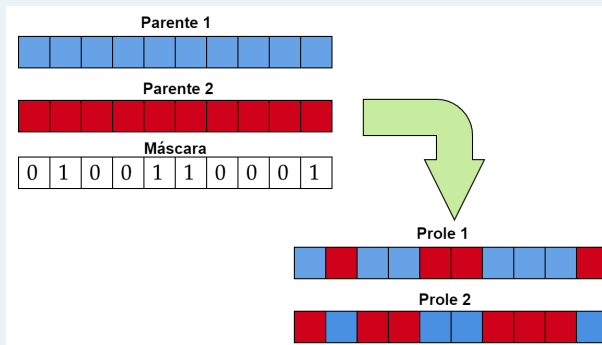 Parente 1
Parente 2
Máscara
0 1 0 0 1 1 0 0 0 1
Prole 1
Prole 2